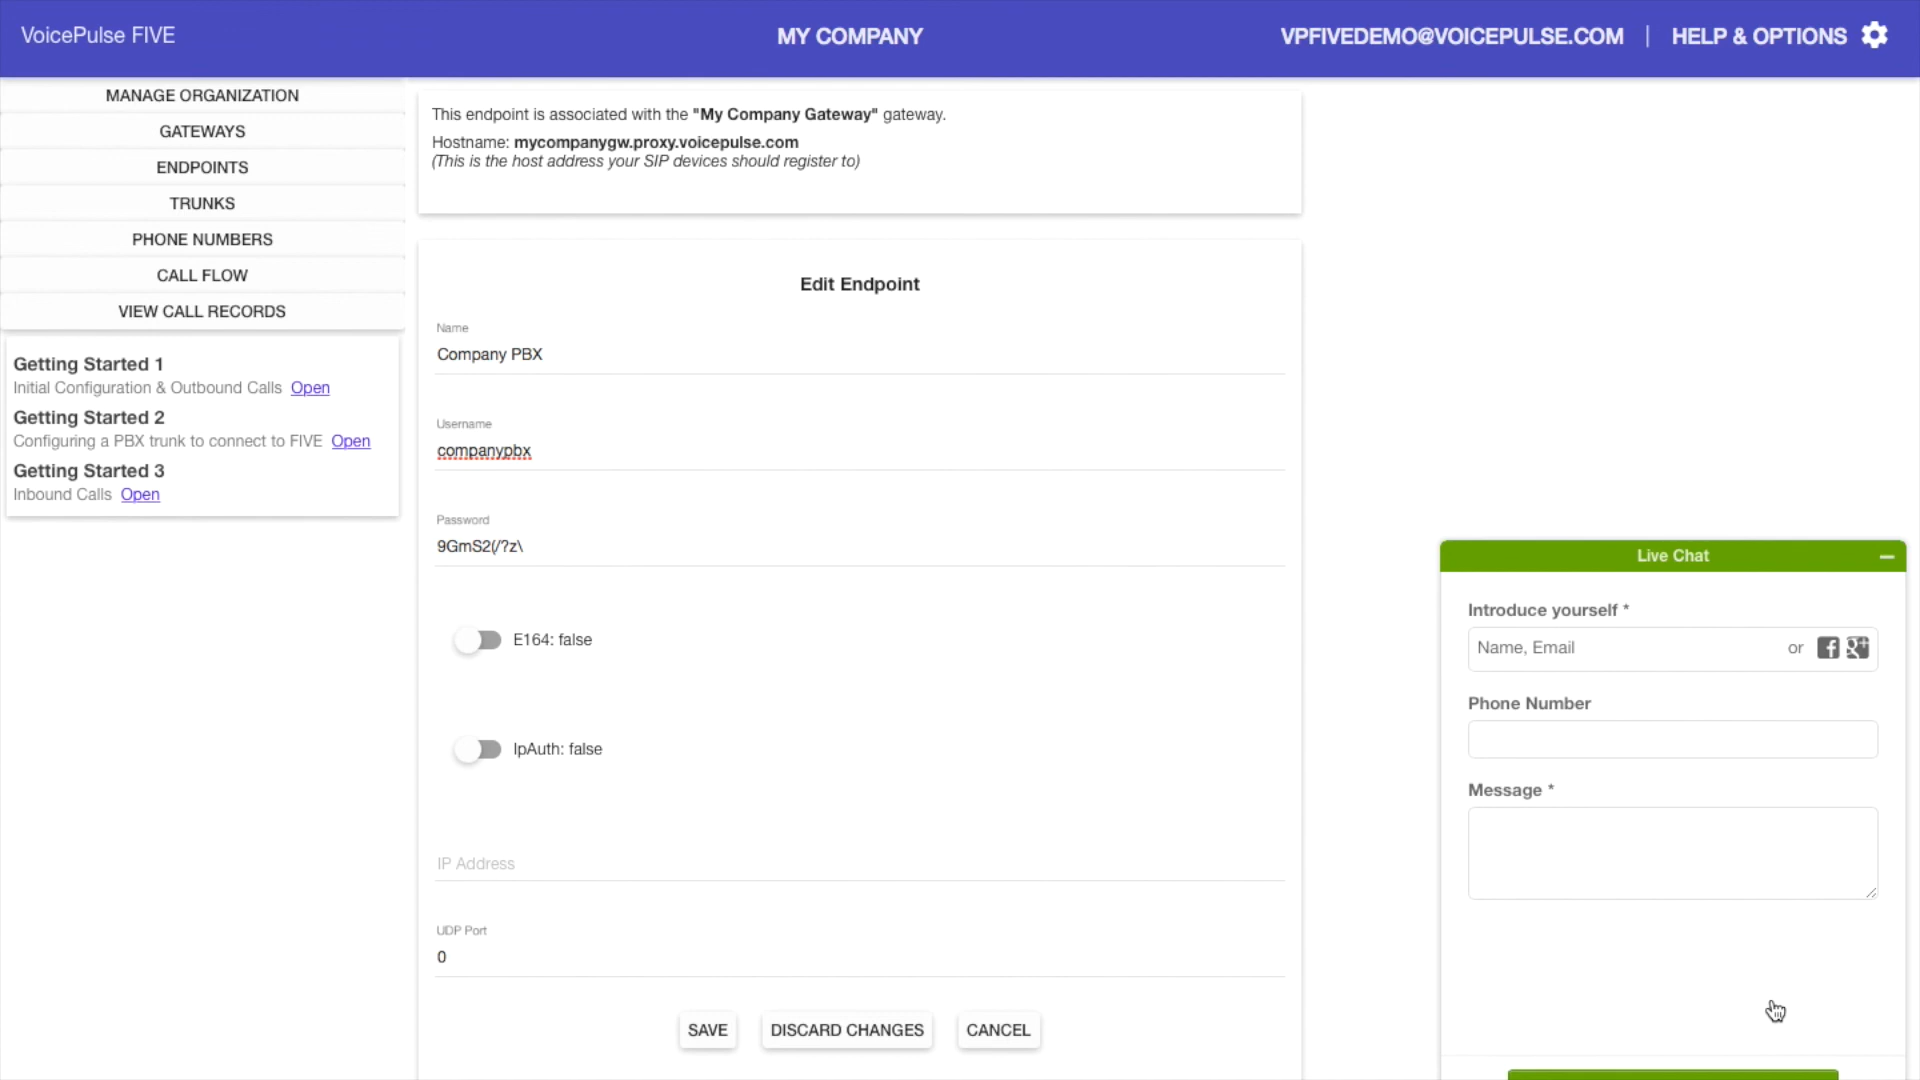 VoicePulse FIVE
MY COMPANY
VPFIVEDEMO@VOICEPULSE.COM | HELP & OPTIONS
MANAGE ORGANIZATION
GATEWAYS
ENDPOINTS
TRUNKS
PHONE NUMBERS
CALL FLOW
VIEW CALL RECORDS
Getting Started 1
Initial Configuration & Outbound Calls Open
Getting Started 2
Configuring a PBX trunk to connect to FIVE Open
Getting Started 3
Inbound Calls Open
This endpoint is associated with the "My Company Gateway" gateway.
Hostname: mycompanygw.proxy.voicepulse.com
(This is the host address your SIP devices should register to)
Edit Endpoint
Name
Company PBX
Username
companypbx
Password
9GmS2(/?z\
E164: false
IpAuth: false
IP Address
UDP Port
0
SAVE
DISCARD CHANGES
CANCEL
Live Chat
Introduce yourself *
Name, Email or
Phone Number
Message *